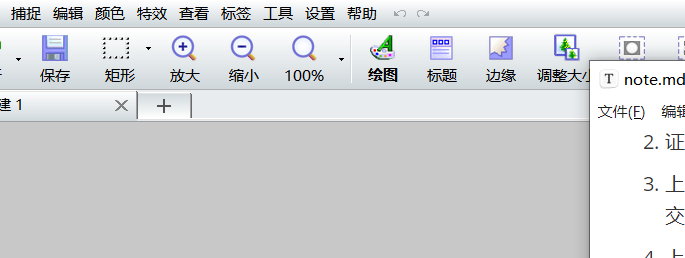 捕捉 编辑 颜色 特效 查看 标签 工具 设置 帮助
保存 矩形 放大 缩小 100% 绘图 标题 边缘 调整大小
建 1
note.md
文件(F) 编辑
2. 证
3. 上
交
4. 上